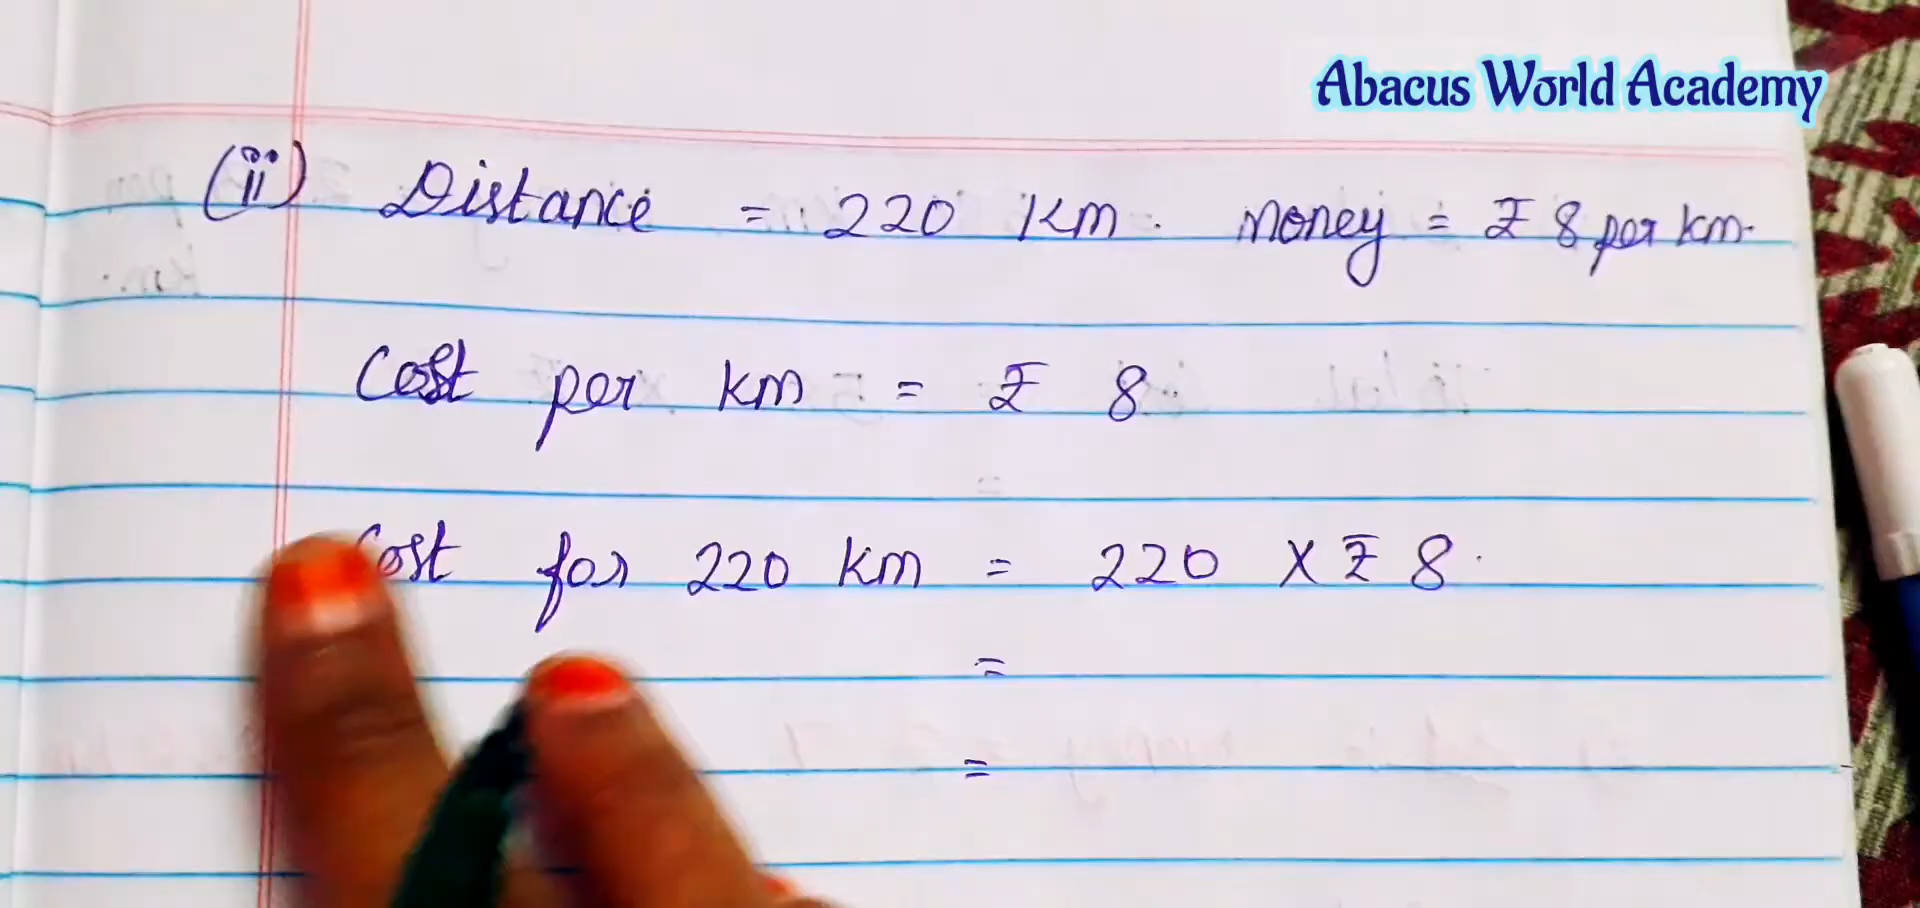 Abacus World Academy
(ii) Distance = 220 Km. Money = ₹ 8 per km.
Cost per km = ₹ 8
=
Cost for 220 km = 220 X ₹ 8.
=
=